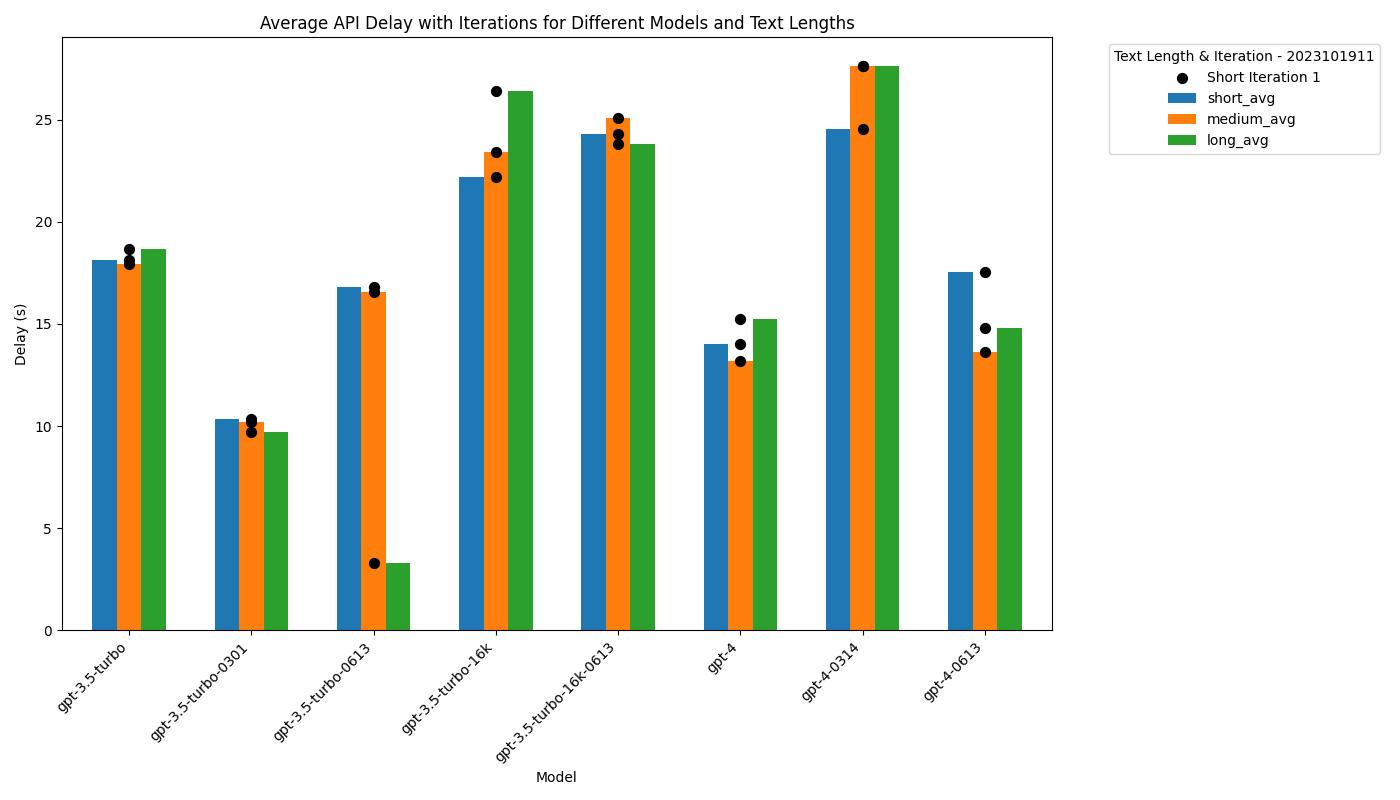 Average API Delay with Iterations for Different Models and Text Lengths
Text Length & Iteration - 2023101911
Short Iteration 1
short_avg
medium_avg
long_avg
Delay (s)
25
20
15
10
5
0
gpt-3.5-turbo
gpt-3.5-turbo-0301
gpt-3.5-turbo-0613
gpt-3.5-turbo-16k
gpt-3.5-turbo-16k-0613
gpt-4
gpt-4-0314
gpt-4-0613
Model